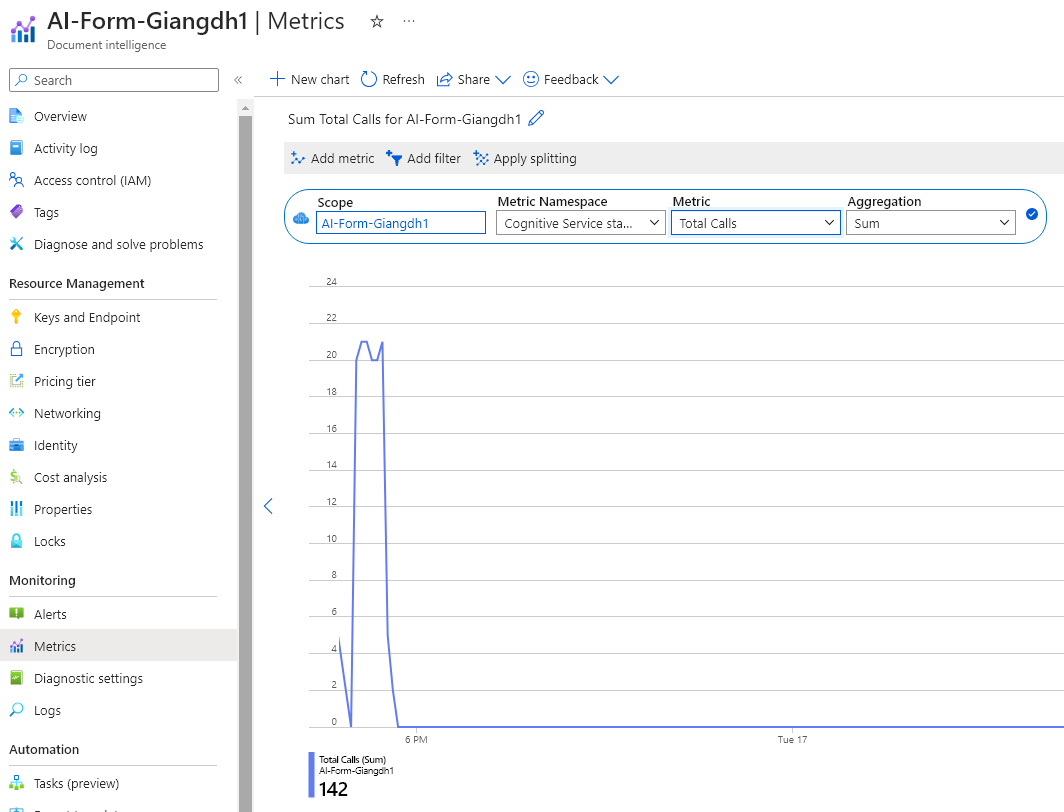 AI-Form-Giangdh1 | Metrics
Document intelligence
Search
Overview
Activity log
Access control (IAM)
Tags
Diagnose and solve problems
Resource Management
Keys and Endpoint
Encryption
Pricing tier
Networking
Identity
Cost analysis
Properties
Locks
Monitoring
Alerts
Metrics
Diagnostic settings
Logs
Automation
Tasks (preview)
New chart Refresh Share Feedback
Sum Total Calls for AI-Form-Giangdh1
Add metric Add filter Apply splitting
Scope Metric Namespace Metric Aggregation
AI-Form-Giangdh1 Cognitive Service sta... Total Calls Sum
24
22
20
18
16
14
12
10
8
6
4
2
0
6 PM Tue 17
Total Calls (Sum)
AI-Form-Giangdh1
142